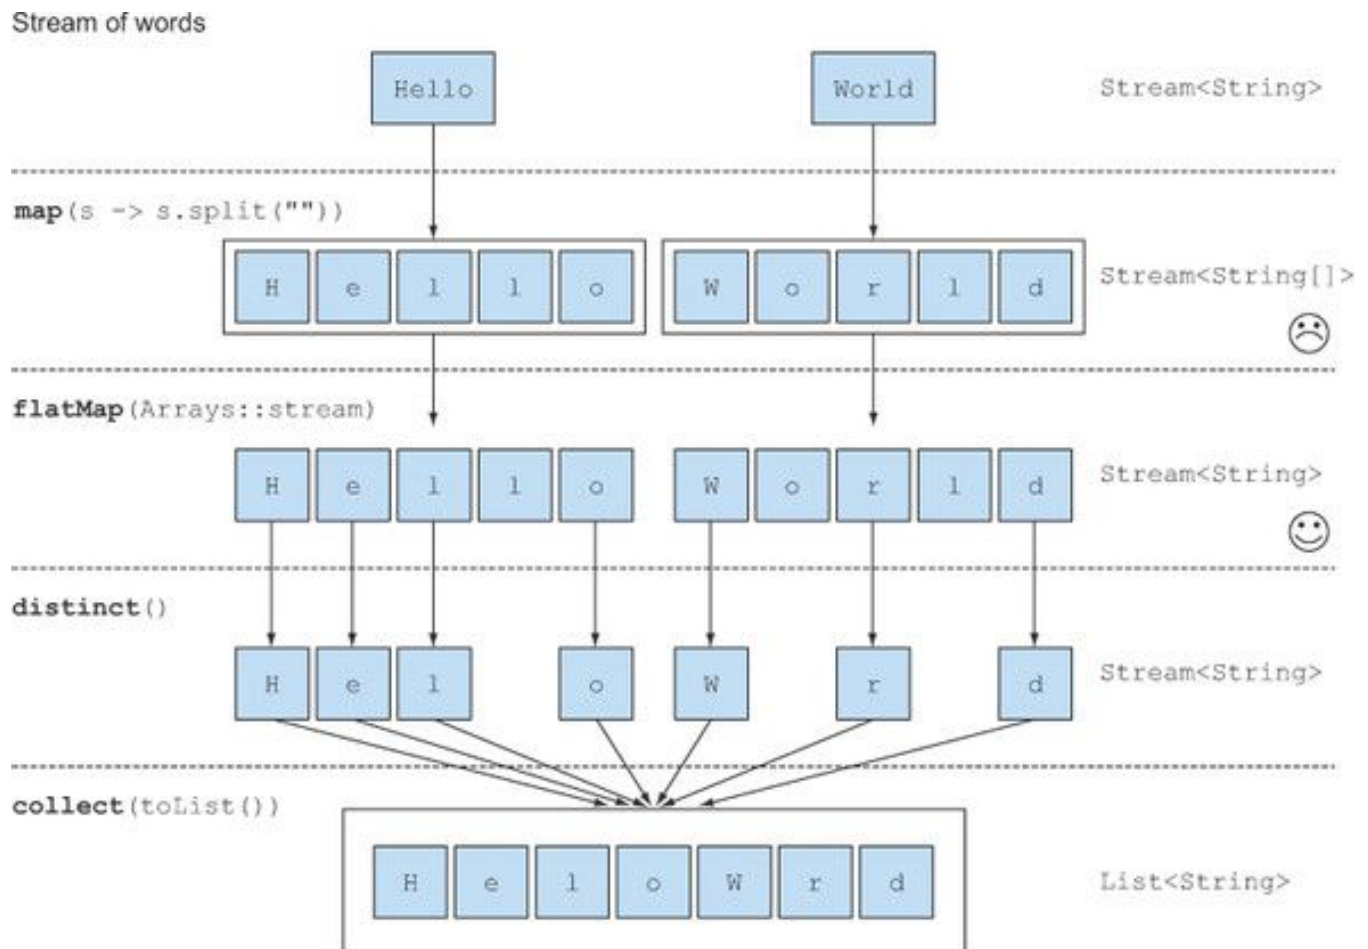 Stream of words
Hello World Stream<String>
map(s -> s.split(""))
H e l l o W o r l d Stream<String[]>
flatMap(Arrays::stream)
H e l l o W o r l d Stream<String>
distinct()
H e l o W r d Stream<String>
collect(toList())
H e l o W r d List<String>